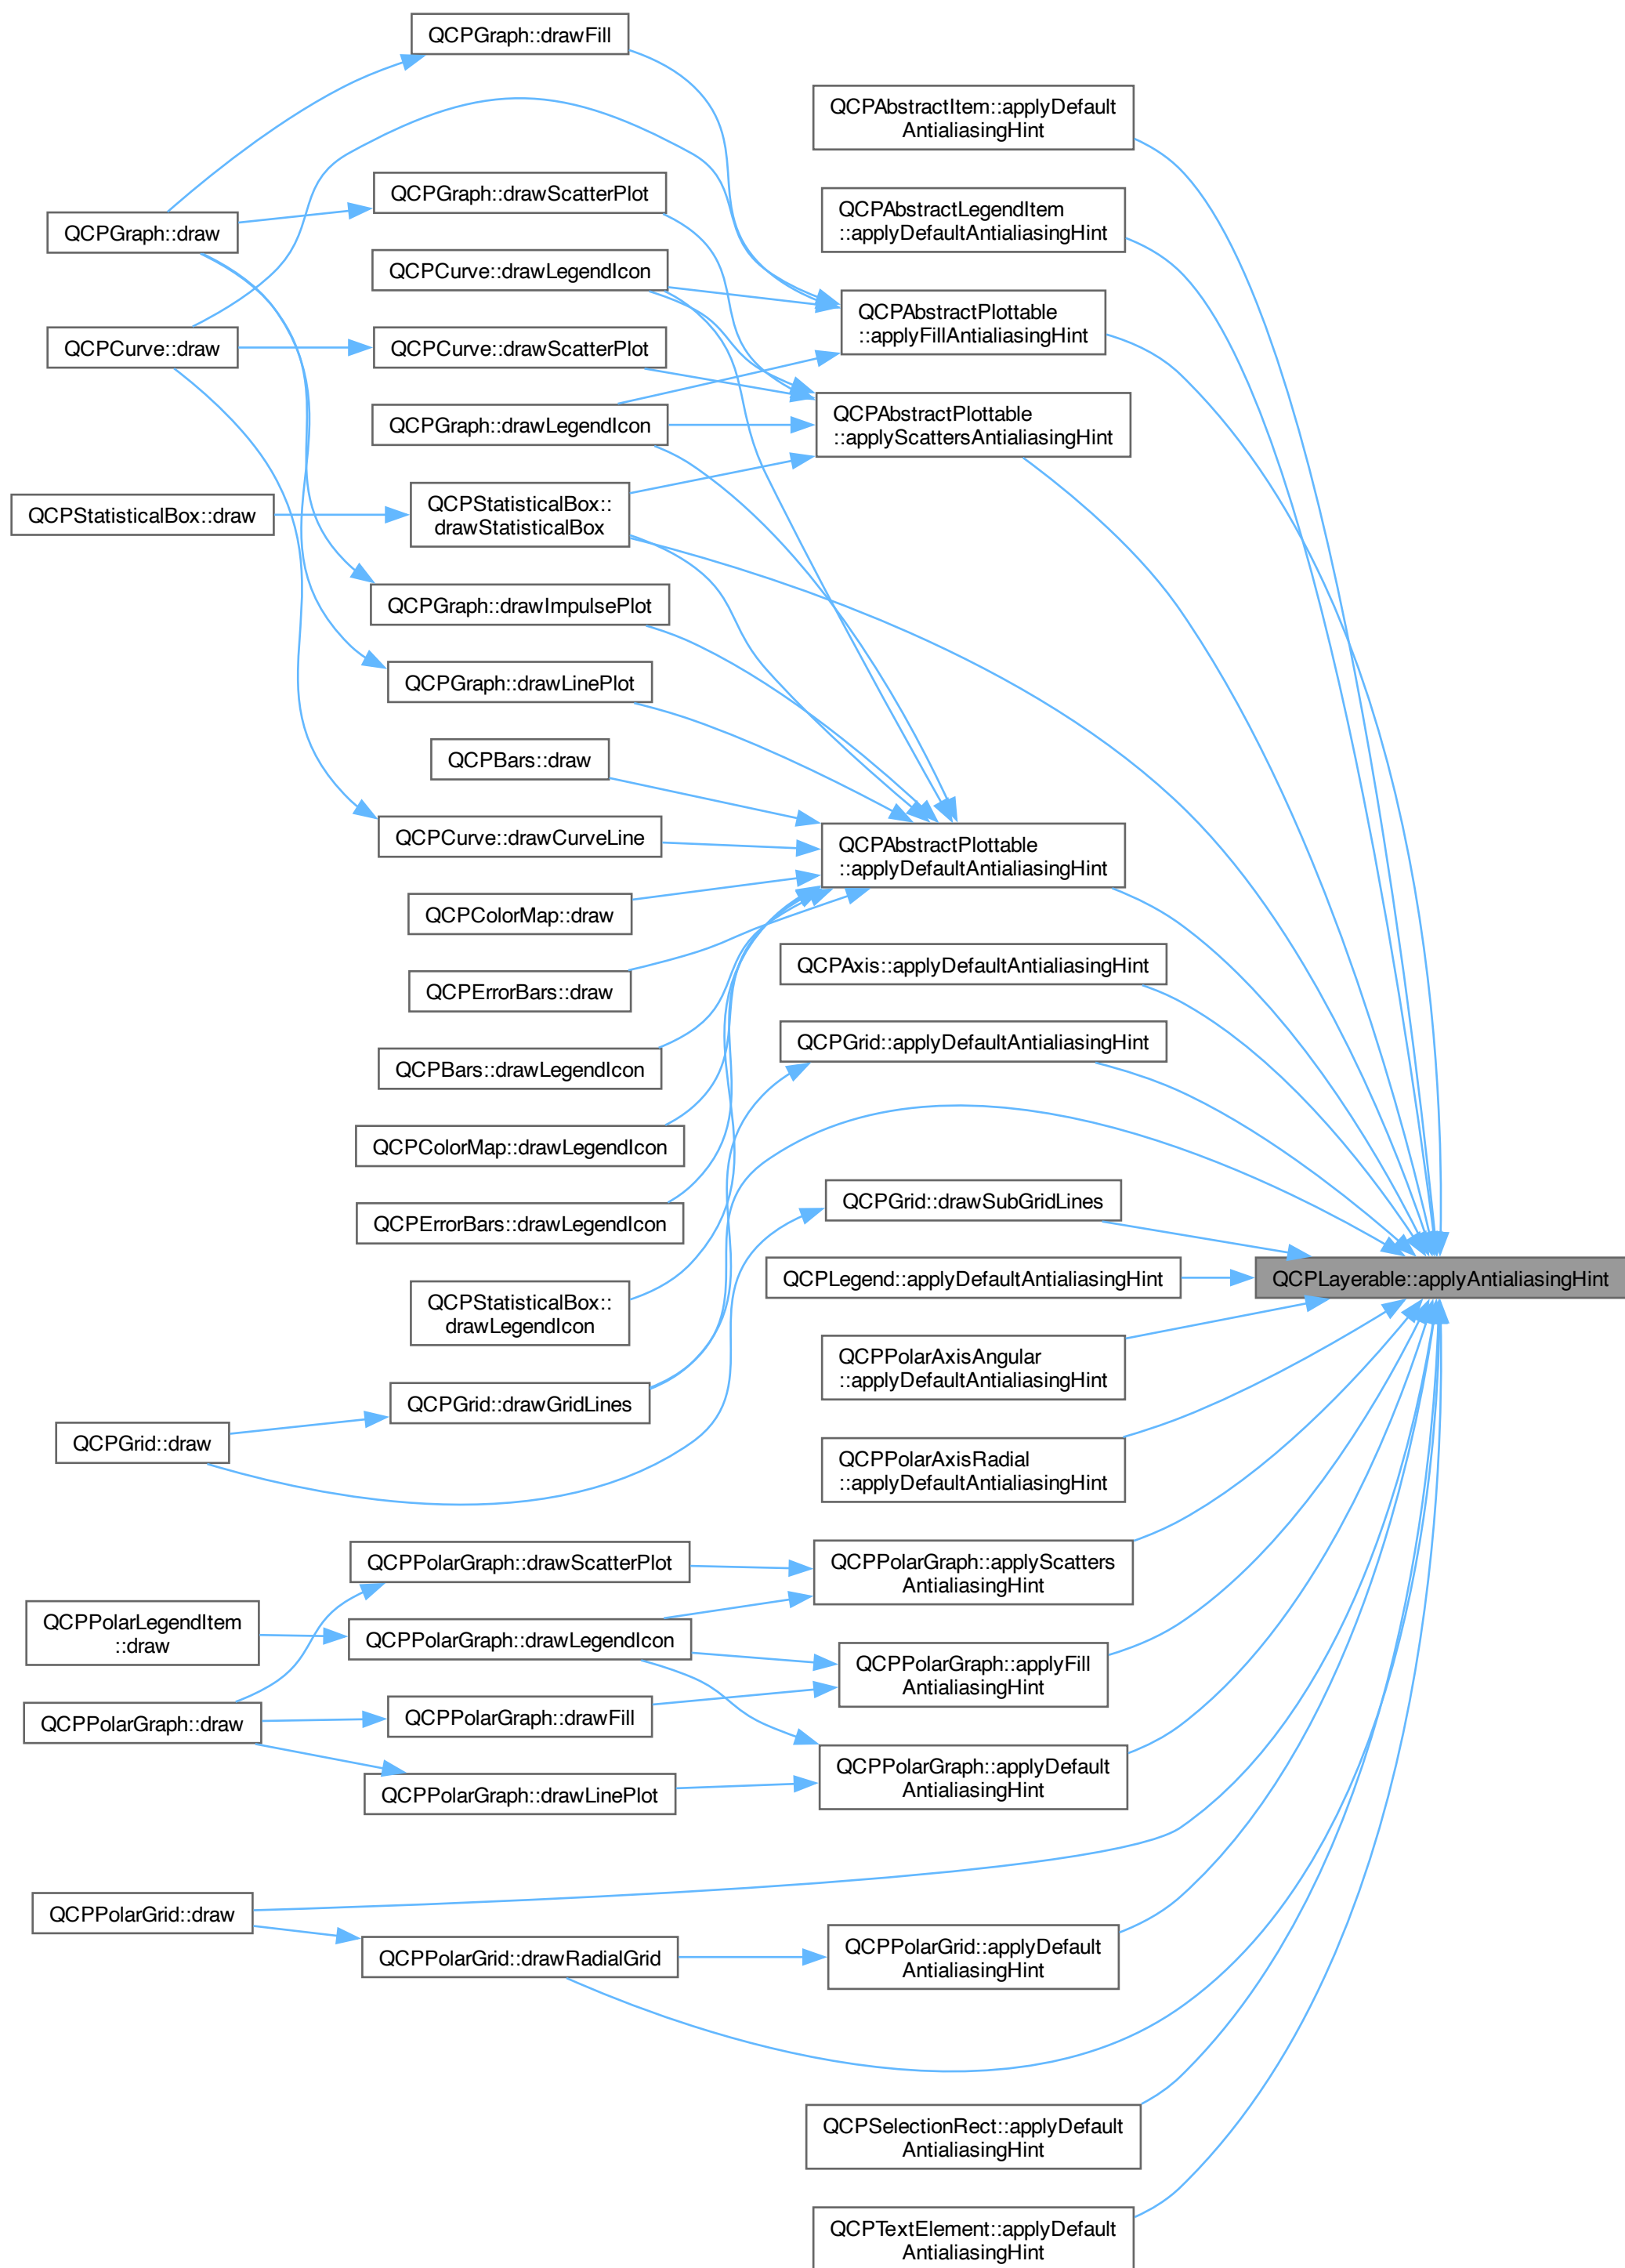 QCPGraph::drawFill
QCPAbstractItem::applyDefault
AntialiasingHint
QCPGraph::drawScatterPlot
QCPAbstractLegendItem
::applyDefaultAntialiasingHint
QCPGraph::draw
QCPCurve::drawLegendIcon
QCPAbstractPlottable
::applyFillAntialiasingHint
QCPCurve::draw
QCPCurve::drawScatterPlot
QCPGraph::drawLegendIcon
QCPAbstractPlottable
::applyScattersAntialiasingHint
QCPStatisticalBox::draw
QCPStatisticalBox::
drawStatisticalBox
QCPGraph::drawImpulsePlot
QCPGraph::drawLinePlot
QCPBars::draw
QCPCurve::drawCurveLine
QCPAbstractPlottable
::applyDefaultAntialiasingHint
QCPColorMap::draw
QCPAxis::applyDefaultAntialiasingHint
QCPErrorBars::draw
QCPGrid::applyDefaultAntialiasingHint
QCPBars::drawLegendIcon
QCPColorMap::drawLegendIcon
QCPGrid::drawSubGridLines
QCPErrorBars::drawLegendIcon
QCPLegend::applyDefaultAntialiasingHint
QCPLayerable::applyAntialiasingHint
QCPStatisticalBox::
drawLegendIcon
QCPPolarAxisAngular
::applyDefaultAntialiasingHint
QCPGrid::drawGridLines
QCPGrid::draw
QCPPolarAxisRadial
::applyDefaultAntialiasingHint
QCPPolarGraph::drawScatterPlot
QCPPolarGraph::applyScatters
AntialiasingHint
QCPPolarLegendItem
::draw
QCPPolarGraph::drawLegendIcon
QCPPolarGraph::applyFill
AntialiasingHint
QCPPolarGraph::draw
QCPPolarGraph::drawFill
QCPPolarGraph::drawLinePlot
QCPPolarGraph::applyDefault
AntialiasingHint
QCPPolarGrid::draw
QCPPolarGrid::drawRadialGrid
QCPPolarGrid::applyDefault
AntialiasingHint
QCPSelectionRect::applyDefault
AntialiasingHint
QCPTextElement::applyDefault
AntialiasingHint